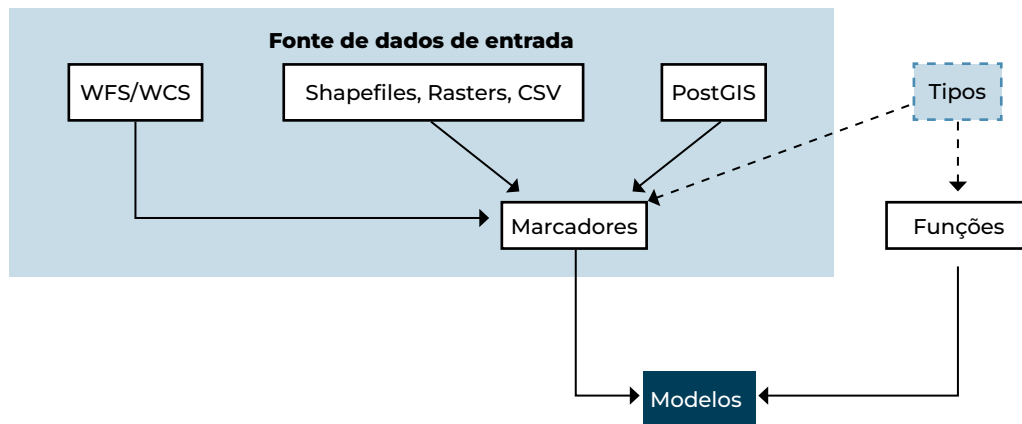 Fonte de dados de entrada
WFS/WCS
Shapefiles, Rasters, CSV
PostGIS
Tipos
Marcadores
Funções
Modelos